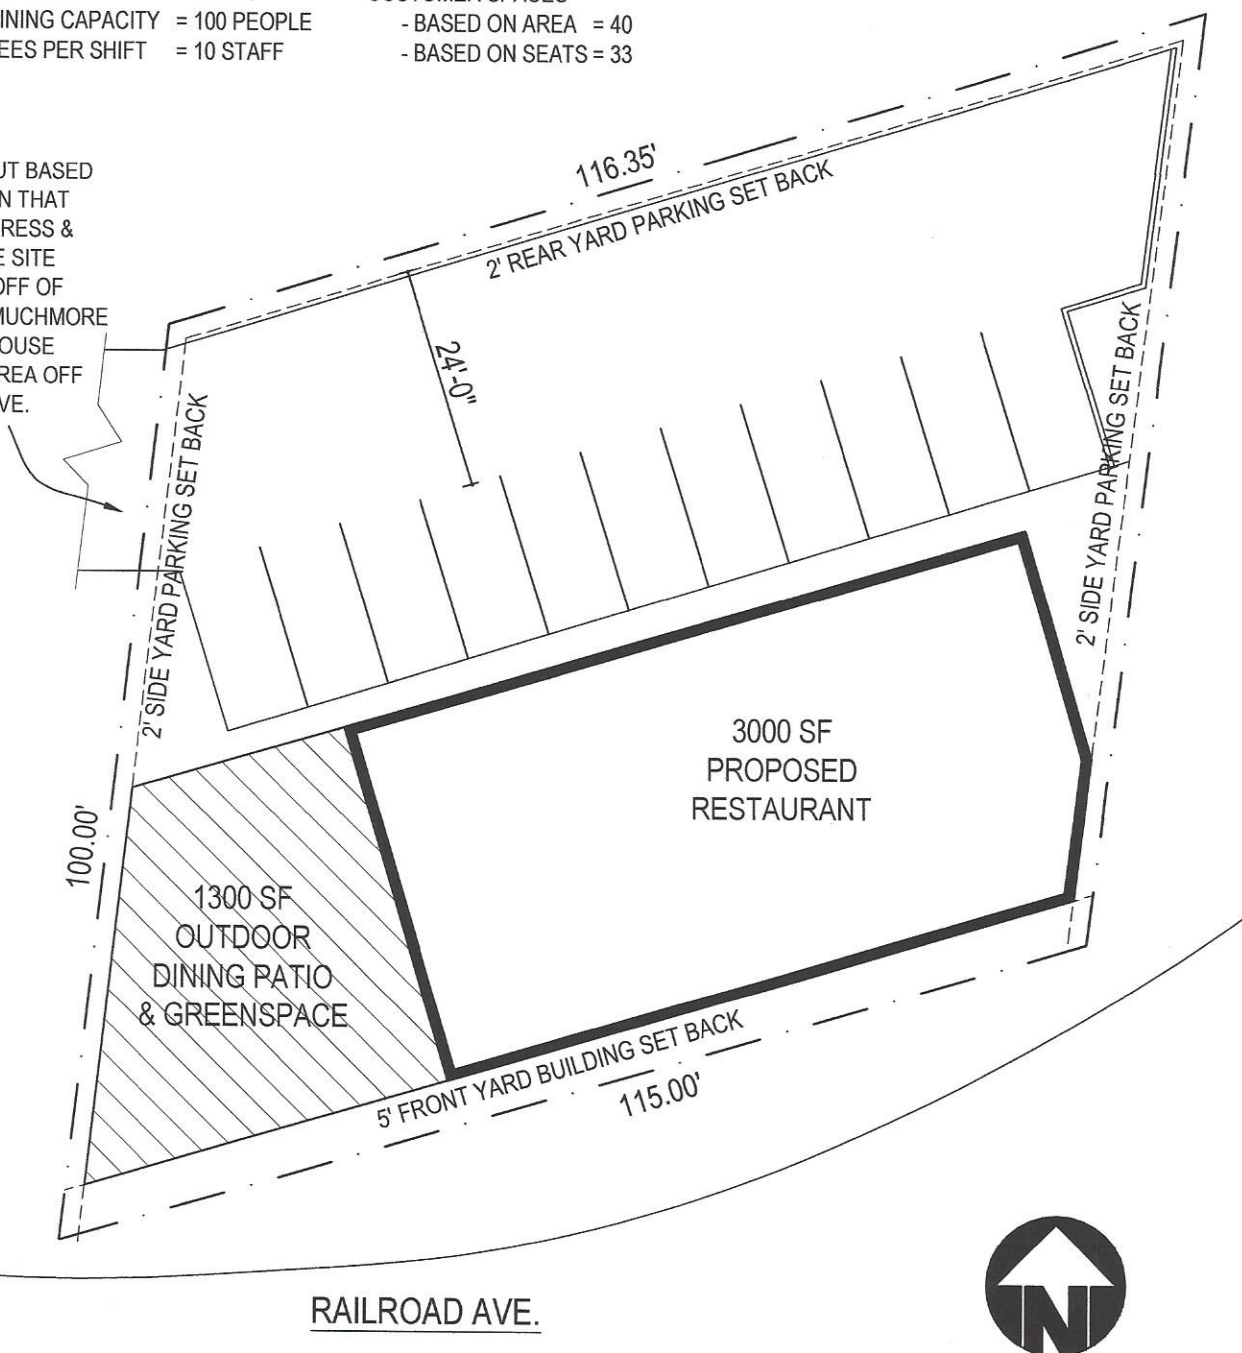 INING CAPACITY = 100 PEOPLE
EES PER SHIFT = 10 STAFF
- BASED ON AREA = 40
- BASED ON SEATS = 33
UT BASED
N THAT
RESS &
E SITE
OFF OF
MUCHMORE
OUSE
REA OFF
VE.
116.35'
2' REAR YARD PARKING SET BACK
24'-0"
2' SIDE YARD PARKING SET BACK
2' SIDE YARD PARKING SET BACK
3000 SF
PROPOSED
RESTAURANT
100.00'
1300 SF
OUTDOOR
DINING PATIO
& GREENSPACE
5' FRONT YARD BUILDING SET BACK
115.00'
RAILROAD AVE.
N